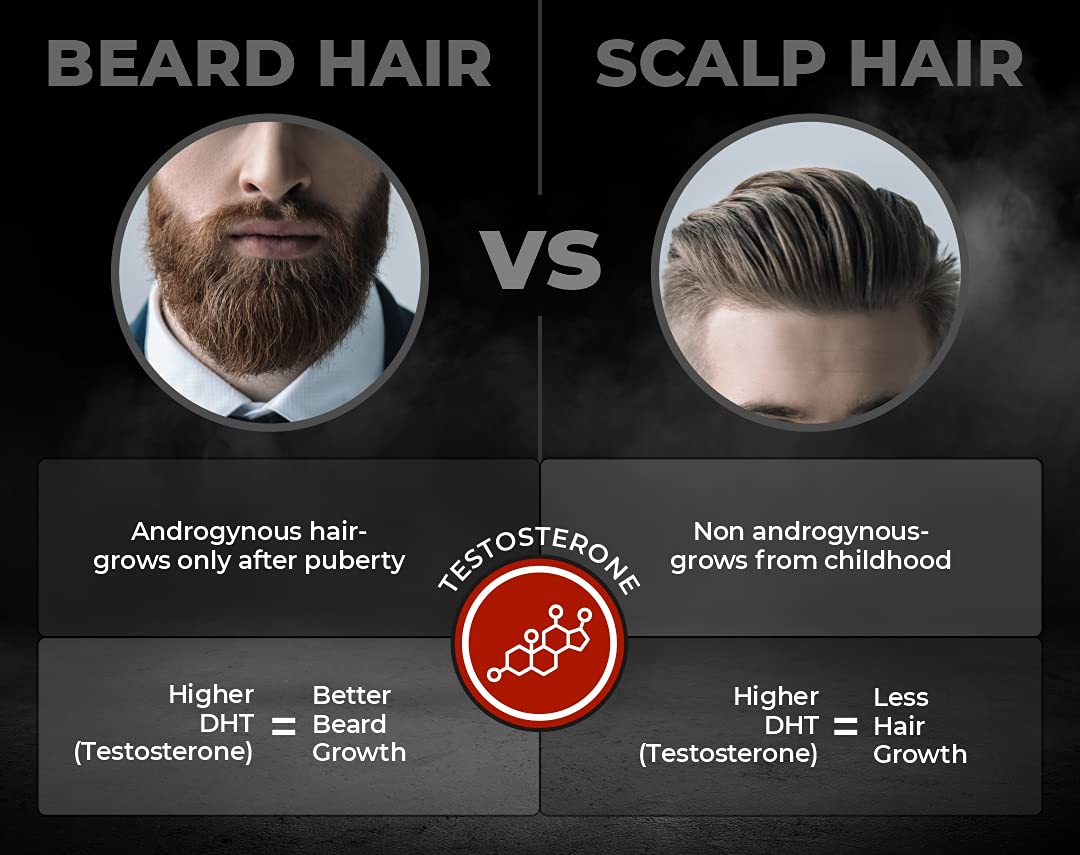 BEARD HAIR
SCALP HAIR
VS
Androgynous hair-
grows only after puberty
Non androgynous-
grows from childhood
TESTOSTERONE
Higher
DHT
(Testosterone)
=
Better
Beard
Growth
Higher
DHT
(Testosterone)
=
Less
Hair
Growth